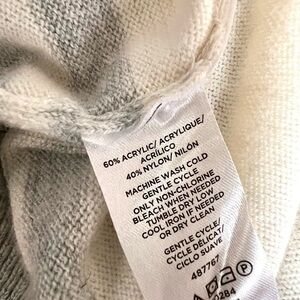 60% ACRYLIC/ ACRYLIQUE/
ACRÍLICO
40% NYLON/ NILÓN
MACHINE WASH COLD
GENTLE CYCLE
ONLY NON-CHLORINE
BLEACH WHEN NEEDED
TUMBLE DRY LOW
COOL IRON IF NEEDED
OR DRY CLEAN
GENTLE CYCLE/
CYCLE DELICAT/
CICLO SUAVE
487767
P